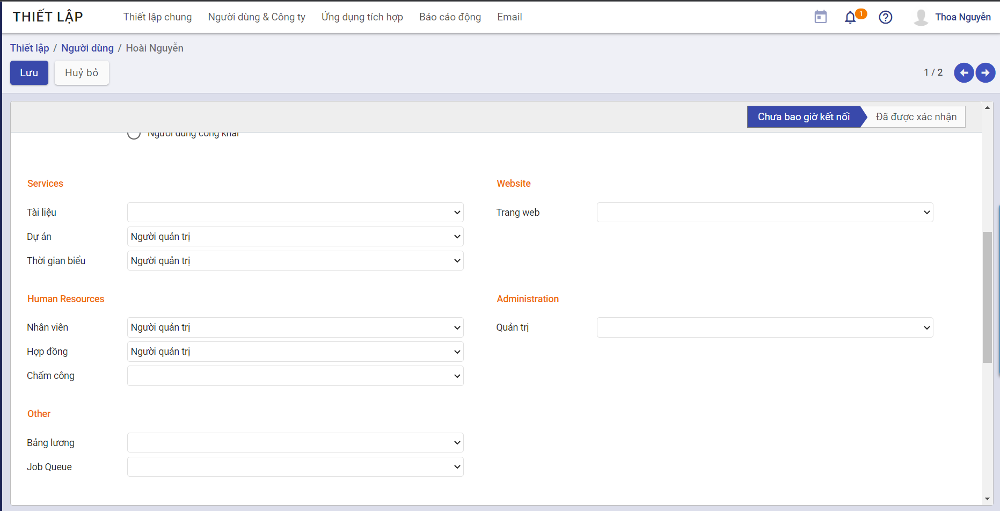 THIẾT LẬP Thiết lập chung Người dùng & Công ty Ứng dụng tích hợp Báo cáo động Email 1 Thoa Nguyễn
Thiết lập / Người dùng / Hoài Nguyễn
Lưu Huỷ bỏ 1 / 2
Chưa bao giờ kết nối Đã được xác nhận
Người dùng công khai
Services Website
Tài liệu Trang web
Dự án Người quản trị
Thời gian biểu Người quản trị
Human Resources Administration
Nhân viên Người quản trị Quản trị
Hợp đồng Người quản trị
Chấm công
Other
Bảng lương
Job Queue